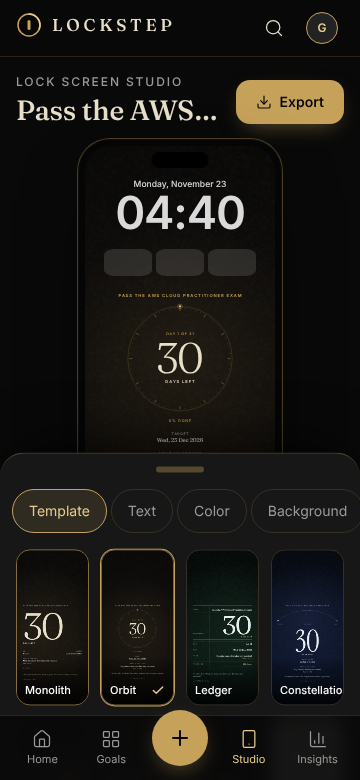 LOCKSTEP
G
LOCK SCREEN STUDIO
Pass the AWS...
Export
Monday, November 23
04:40
PASS THE AWS CLOUD PRACTITIONER EXAM
DAY 1 OF 31
30
DAYS LEFT
0% DONE
TARGET
Wed, 23 Dec 2026
Template
Text
Color
Background
30
30
30
30
Monolith
Orbit
Ledger
Constellatio
Home
Goals
Studio
Insights